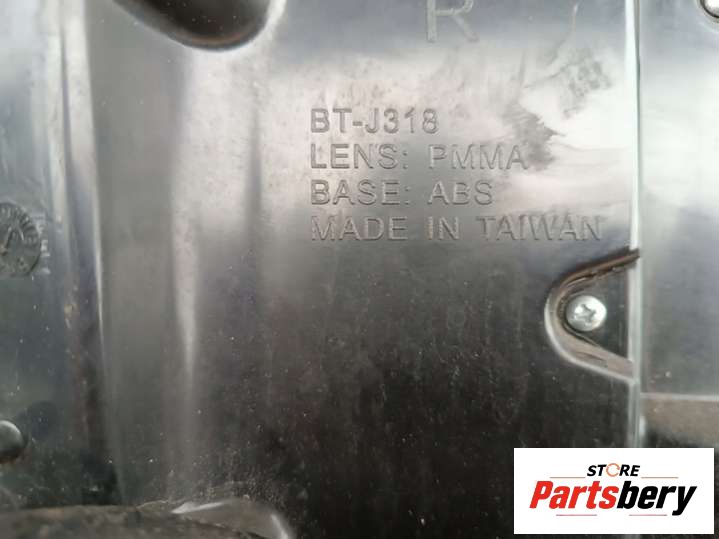 R
BT-J318
LENS: PMMA
BASE: ABS
MADE IN TAIWAN
STORE
Partsbery